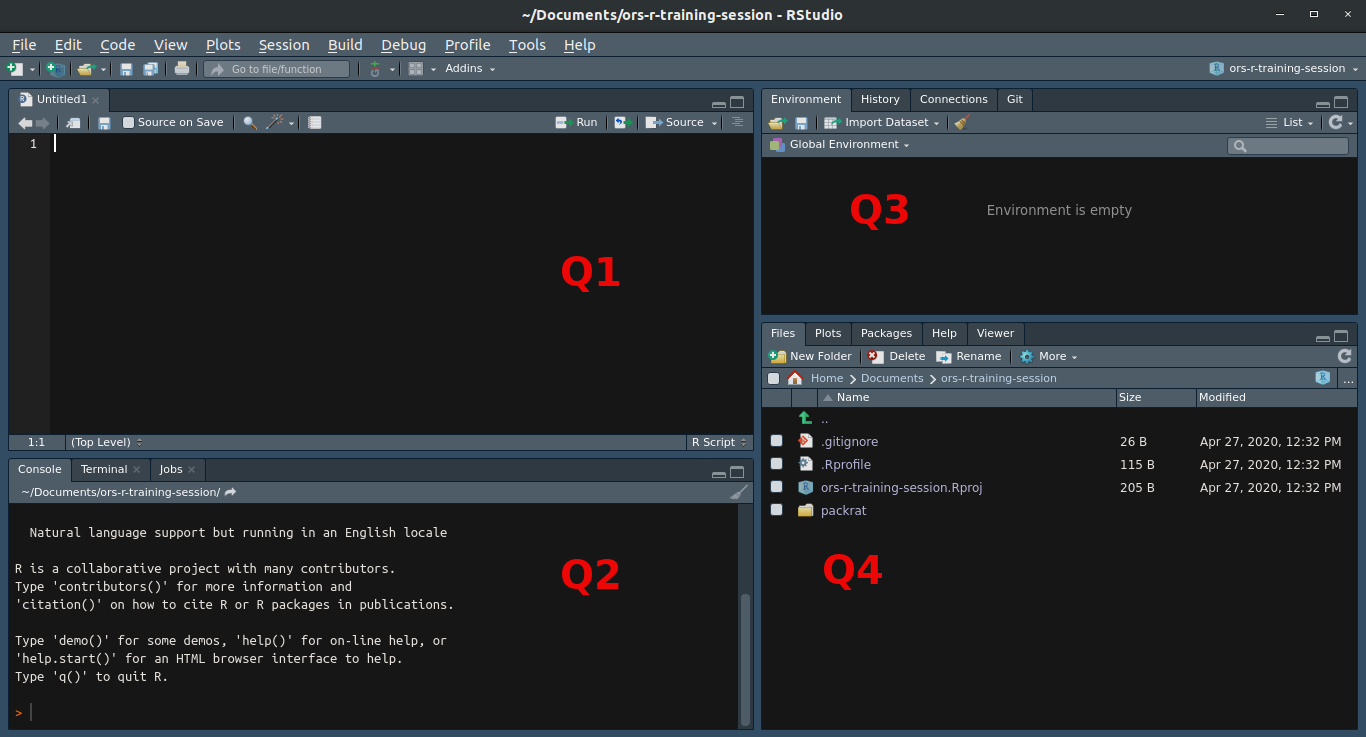 ~/Documents/ors-r-training-session - RStudio
File Edit Code View Plots Session Build Debug Profile Tools Help
Go to file/function Addins ors-r-training-session
Untitled1
Source on Save Run Source
1
Q1
1:1 (Top Level) R Script
Console Terminal Jobs
~/Documents/ors-r-training-session/
Natural language support but running in an English locale
R is a collaborative project with many contributors.
Type 'contributors()' for more information and
'citation()' on how to cite R or R packages in publications.
Type 'demo()' for some demos, 'help()' for on-line help, or
'help.start()' for an HTML browser interface to help.
Type 'q()' to quit R.
>
Q2
Environment History Connections Git
Import Dataset List
Global Environment
Q3
Environment is empty
Files Plots Packages Help Viewer
New Folder Delete Rename More
Home Documents ors-r-training-session ...
Name Size Modified
..
.gitignore 26 B Apr 27, 2020, 12:32 PM
.Rprofile 115 B Apr 27, 2020, 12:32 PM
ors-r-training-session.Rproj 205 B Apr 27, 2020, 12:32 PM
packrat
Q4